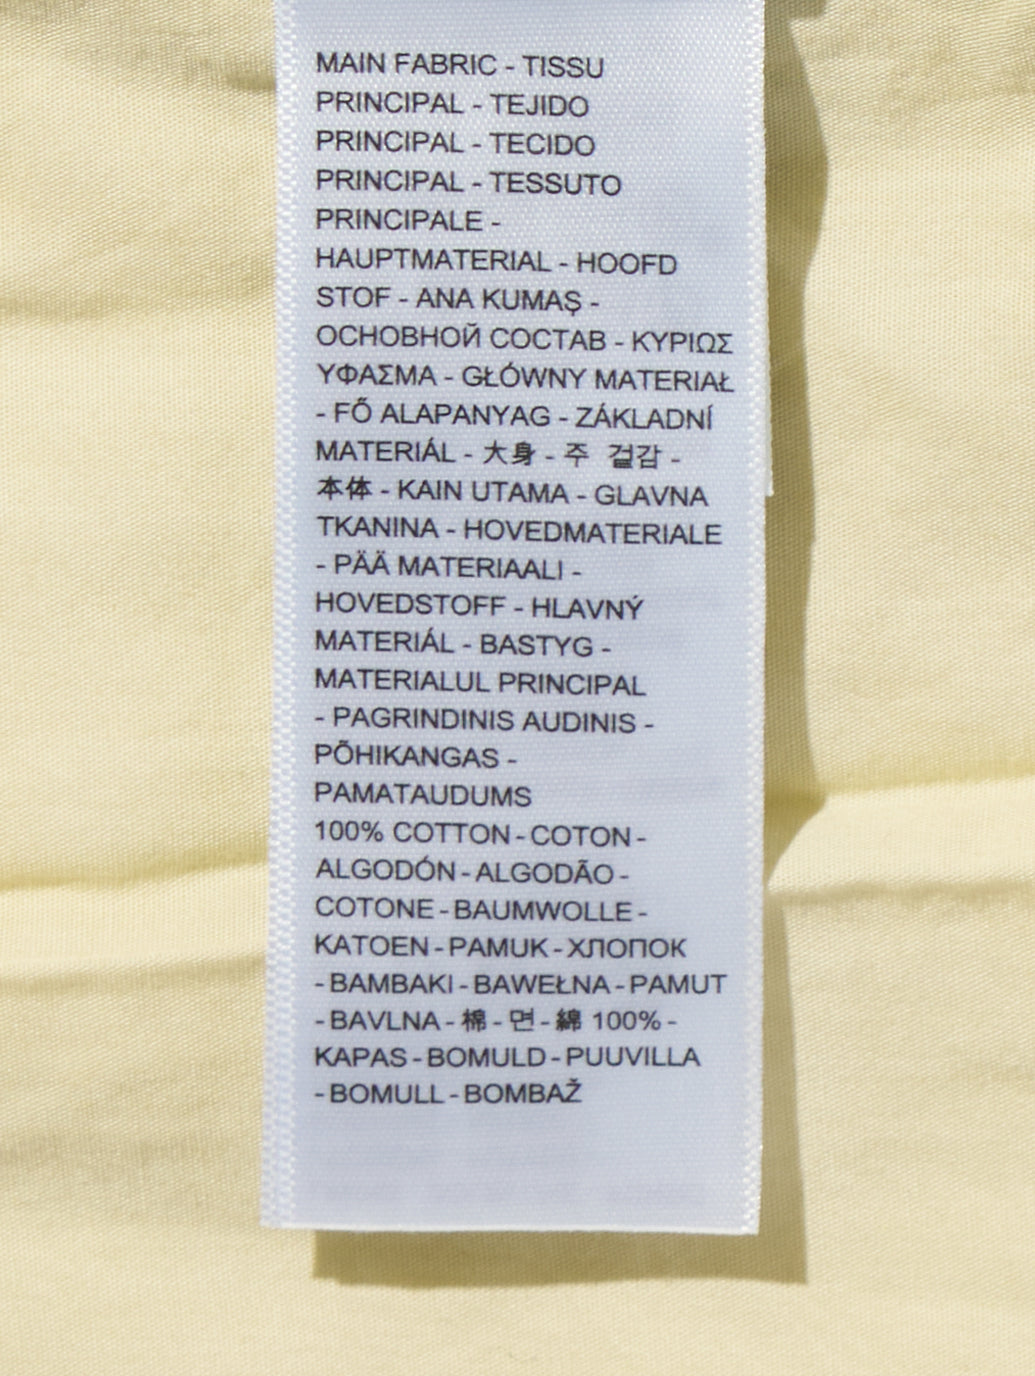 MAIN FABRIC - TISSU
PRINCIPAL - TEJIDO
PRINCIPAL - TECIDO
PRINCIPAL - TESSUTO
PRINCIPALE -
HAUPTMATERIAL - HOOFD
STOF - ANA KUMAŞ -
ОСНОВНОЙ СОСТАВ - ΚΥΡΙΩΣ
ΥΦΑΣΜΑ - GŁÓWNY MATERIAŁ
- FŐ ALAPANYAG - ZÁKLADNÍ
MATERIÁL - 大身 - 주 겉감 -
本体 - KAIN UTAMA - GLAVNA
TKANINA - HOVEDMATERIALE
- PÄÄ MATERIAALI -
HOVEDSTOFF - HLAVNÝ
MATERIÁL - BASTYG -
MATERIALUL PRINCIPAL
- PAGRINDINIS AUDINIS -
PÕHIKANGAS -
PAMATAUDUMS
100% COTTON - COTON -
ALGODÓN - ALGODÃO -
COTONE - BAUMWOLLE -
KATOEN - PAMUK - ХЛОПОК
- BAMBAKI - BAWEŁNA - PAMUT
- BAVLNA - 棉 - 면 - 綿 100% -
KAPAS - BOMULD - PUUVILLA
- BOMULL - BOMBAŽ